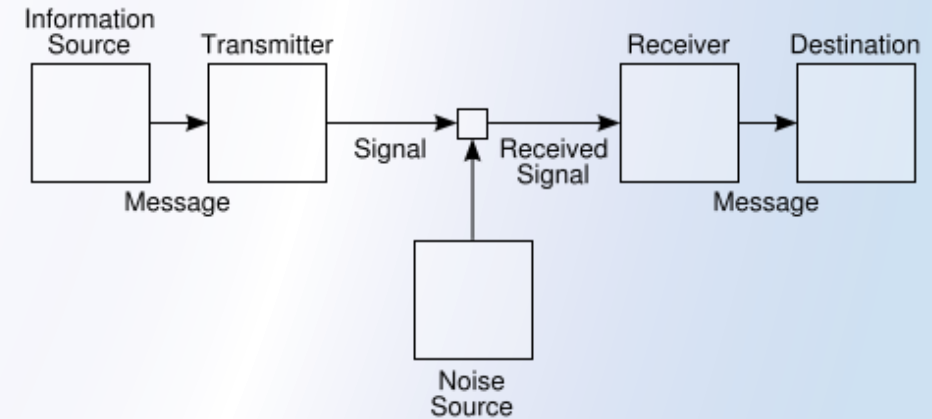 Information
Source
Transmitter
Receiver
Destination
Signal
Received
Signal
Message
Message
Noise
Source